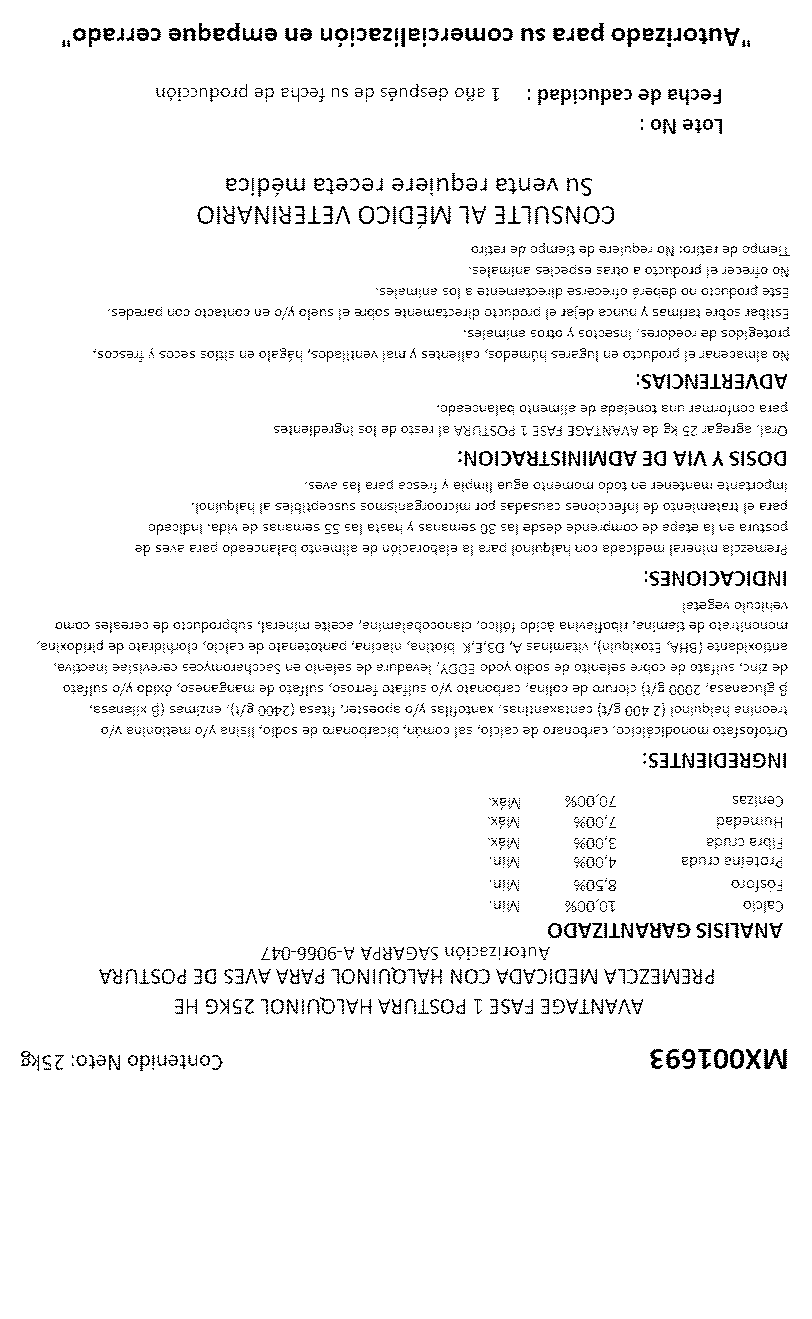 MX001693 Contenido Neto: 25kg
AVANTAGE FASE 1 POSTURA HALQUINOL 25KG HE
PREMEZCLA MEDICADA CON HALQUINOL PARA AVES DE POSTURA
Autorización SAGARPA A-9066-047
ANALISIS GARANTIZADO
Calcio 10,00% Min.
Fósforo 8,50% Min.
Proteína cruda 4,00% Min.
Fibra cruda 3,00% Máx.
Humedad 7,00% Máx.
Cenizas 70,00% Máx.
INGREDIENTES:
Ortofosfato monodicálcico, carbonaro de calcio, sal común, bicarbonaro de sodio, lisina y/o metionina y/o
treonina halquinol (2 400 g/t) cantaxantinas, xantofilas y/o apoester, fitasa (2400 g/t), enzimas (β xilanasa,
β glucanasa, 2000 g/t) cloruro de colina, carbonato y/o sulfato ferroso, sulfato de manganeso, óxido y/o sulfato
de zinc, sulfato de cobre selenito de sodio yodo EDDY, levadura de selenio en Saccharomyces cerevisiae inactiva,
antioxidante (BHA, Etoxiquin), vitaminas A, D3,E,K, biotina, niacina, pantotenato de calcio, clorhidrato de piridoxina,
mononitrato de tiamina, riboflavina ácido fólico, cianocobalamina, aceite mineral, subproducto de cereales como
vehiculo vegetal
INDICACIONES:
Premezcla mineral medicada con halquinol para la elaboración de alimento balanceado para aves de
postura en la etapa de comprende desde las 30 semanas y hasta las 55 semanas de vida. Indicado
para el tratamiento de infecciones causadas por microorganismos susceptibles al halquinol.
Importante mantener en todo momento agua limpia y fresca para las aves.
DOSIS Y VIA DE ADMINISTRACION:
Oral, agregar 25 kg de AVANTAGE FASE 1 POSTURA al resto de los ingredientes
para conformar una tonelada de alimento balanceado.
ADVERTENCIAS:
No almacenar el producto en lugares húmedos, calientes y mal ventilados, hágalo en sitios secos y frescos,
protegidos de roedores, insectos y otros animales.
Estibar sobre tarimas y nunca dejar el producto directamente sobre el suelo y/o en contacto con paredes.
Este producto no deberá ofrecerse directamente a los animales.
No ofrecer el producto a otras especies animales.
Tiempo de retiro: No requiere de tiempo de retiro
CONSULTE AL MÉDICO VETERINARIO
Su venta requiere receta médica
Lote No :
Fecha de caducidad : 1 año después de su fecha de producción
"Autorizado para su comercialización en empaque cerrado"